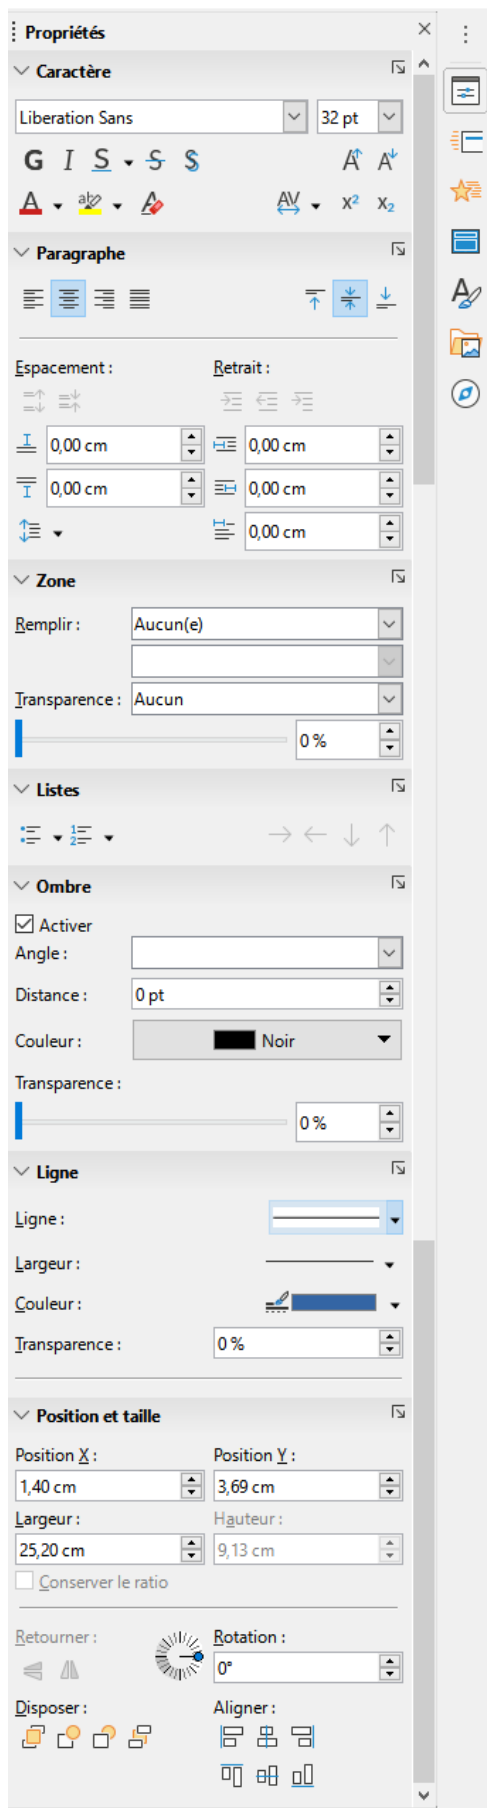 Propriétés
Caractère
Liberation Sans 32 pt
G I S S S A A
A ab A AV x² x₂
Paragraphe
Espacement : Retrait :
0,00 cm 0,00 cm
0,00 cm 0,00 cm
0,00 cm
Zone
Remplir : Aucun(e)
Transparence : Aucun
0 %
Listes
Ombre
Activer
Angle :
Distance : 0 pt
Couleur : Noir
Transparence :
0 %
Ligne
Ligne :
Largeur :
Couleur :
Transparence : 0 %
Position et taille
Position X : Position Y :
1,40 cm 3,69 cm
Largeur : Hauteur :
25,20 cm 9,13 cm
Conserver le ratio
Retourner : Rotation :
0°
Disposer : Aligner :